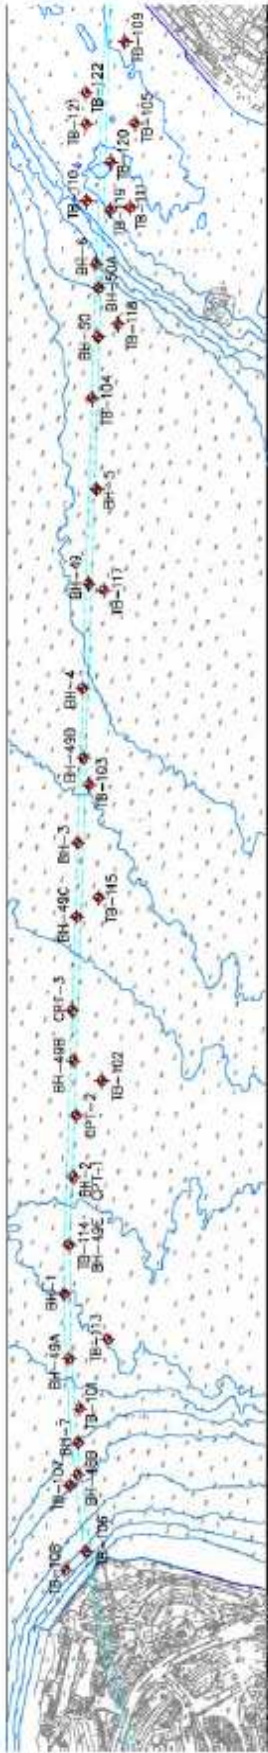 TB-109
TB-122
TB-121
TB-105
TB-120
TB-110
TB-119
BH-6
BH-50A
TB-118
BH-50
TB-104
BH-5
BH-49
TB-117
BH-4
BH-49D
TB-103
BH-3
TB-115
BH-49C
CPT-3
BH-49B
TB-102
CPT-2
BH-2
CPT-1
TB-114
BH-49E
BH-1
TB-113
BH-49A
TB-101
BH-7
TB-107
BH-48B
TB-106
TB-108